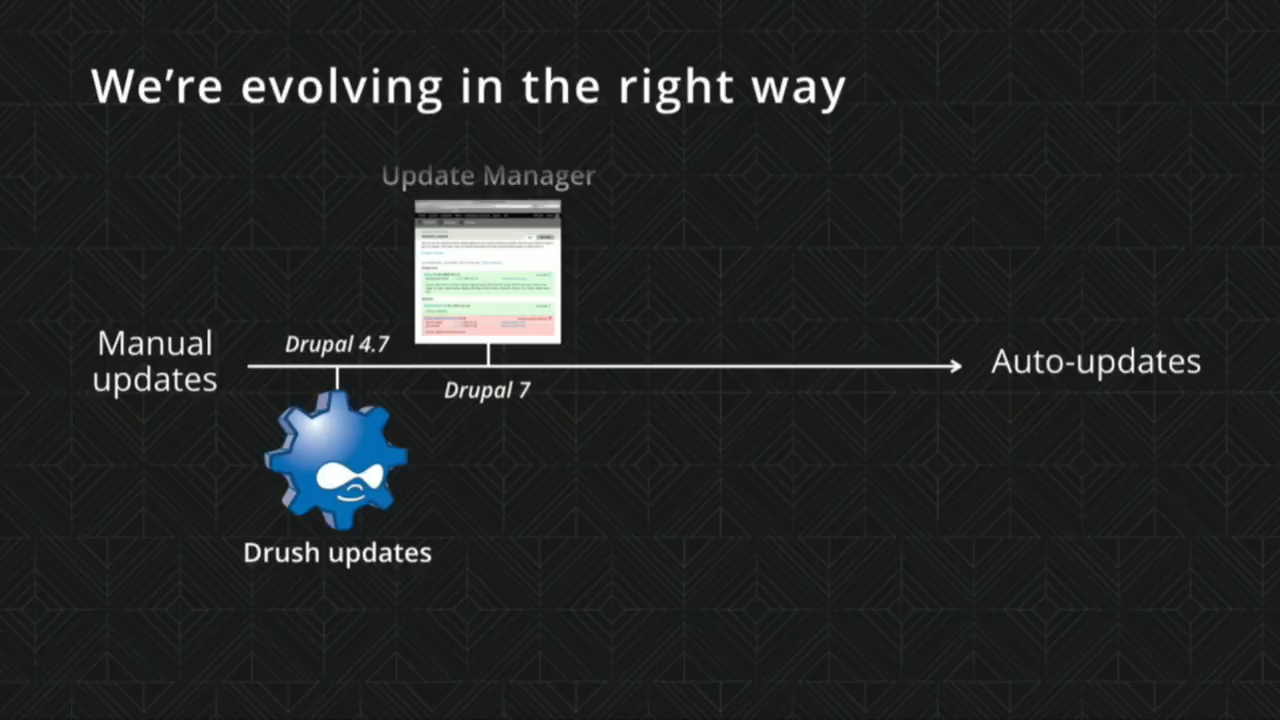 We're evolving in the right way
Update Manager
Manual
updates
Drupal 4.7
Drupal 7
Auto-updates
Drush updates